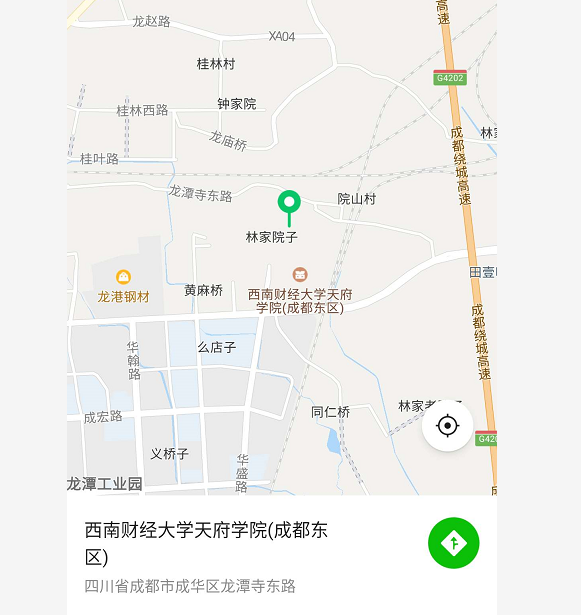 高速
龙赵路
XA04
桂林村
G4202
钟家院
桂林西路
龙庙桥
成都绕城高速
桂叶路
龙潭寺东路
院山村
林家院子
田壹
龙港钢材
黄麻桥
西南财经大学天府
学院(成都东区)
成都绕城高速
华翰路
么店子
成宏路
同仁桥
林家老
义桥子
华盛路
龙潭工业园
西南财经大学天府学院(成都东
区)
四川省成都市成华区龙潭寺东路